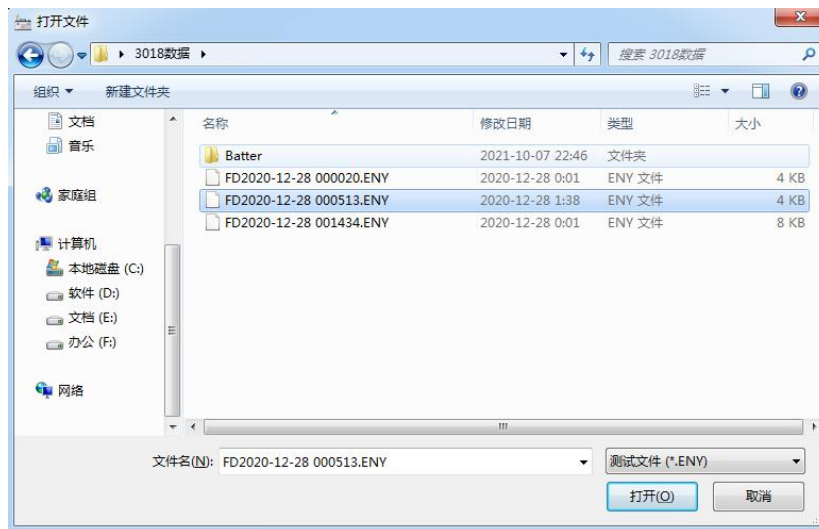 打开文件
3018数据
搜索 3018数据
组织
新建文件夹
文档
音乐
家庭组
计算机
本地磁盘 (C:)
软件 (D:)
文档 (E:)
办公 (F:)
网络
名称 修改日期 类型 大小
Batter 2021-10-07 22:46 文件夹
FD2020-12-28 000020.ENY 2020-12-28 0:01 ENY 文件 4 KB
FD2020-12-28 000513.ENY 2020-12-28 1:38 ENY 文件 4 KB
FD2020-12-28 001434.ENY 2020-12-28 0:01 ENY 文件 8 KB
文件名(N): FD2020-12-28 000513.ENY
测试文件 (*.ENY)
打开(O)
取消